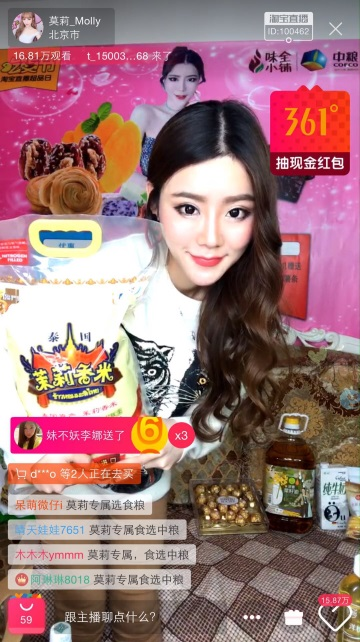 莫莉_Molly
北京市
淘宝直播
ID:100462
16.81万观看
t_15003...68 来了
味全
小铺
中粮
COFCO
361°
抽现金红包
泰国
茉莉香米
妹不妖李娜送了
6
x3
d***o 等2人正在去买
呆萌微仔 莫莉专属选食粮
晴天娃娃7651 莫莉专属食选中粮
木木木ymmm 莫莉专属，食选中粮
阿琳琳8018 莫莉专属食选中粮
59
跟主播聊点什么?
15.87万
纯牛奶